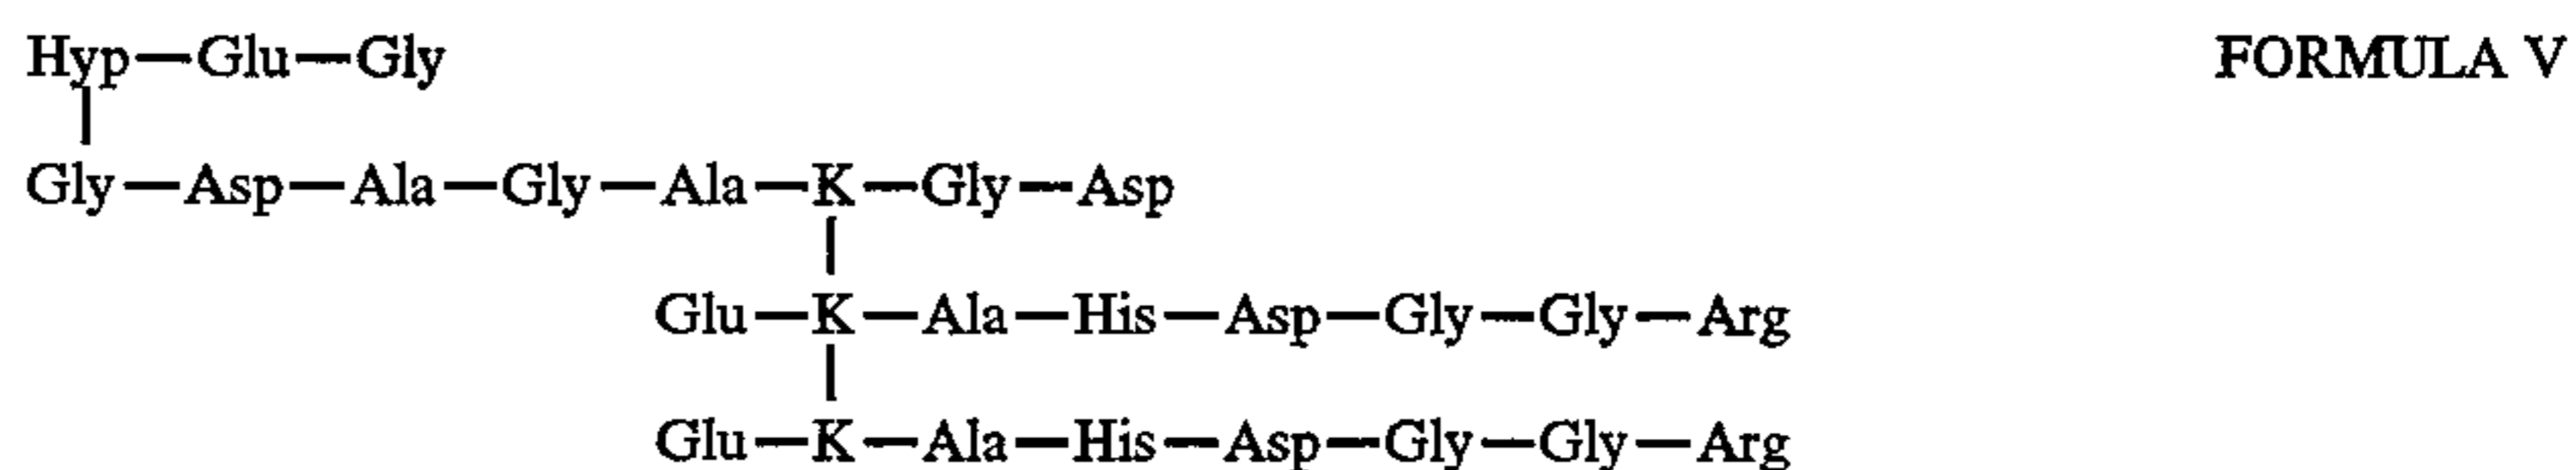 Hyp—Glu—Gly FORMULA V
Gly—Asp—Ala—Gly—Ala—K—Gly—Asp
Glu—K—Ala—His—Asp—Gly—Gly—Arg
Glu—K—Ala—His—Asp—Gly—Gly—Arg